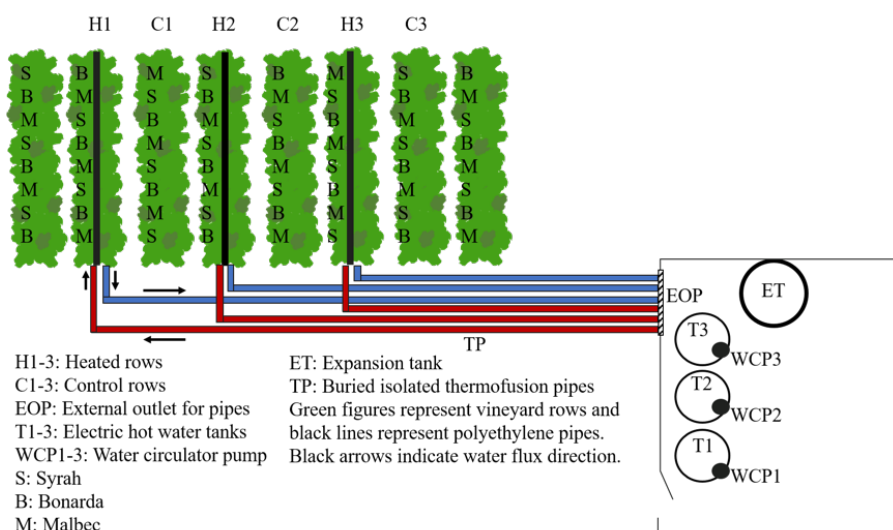 H1 C1 H2 C2 H3 C3
S B M S B M S B
B M S B M S B M
M S B M S B M S
S B M S B M S B
B M S B M S B M
M S B M S B M S
S B M S B M S B
B M S B M S B M
EOP
ET
T3
WCP3
T2
WCP2
T1
WCP1
TP
H1-3: Heated rows
C1-3: Control rows
EOP: External outlet for pipes
T1-3: Electric hot water tanks
WCP1-3: Water circulator pump
S: Syrah
B: Bonarda
M: Malbec
ET: Expansion tank
TP: Buried isolated thermofusion pipes
Green figures represent vineyard rows and
black lines represent polyethylene pipes.
Black arrows indicate water flux direction.